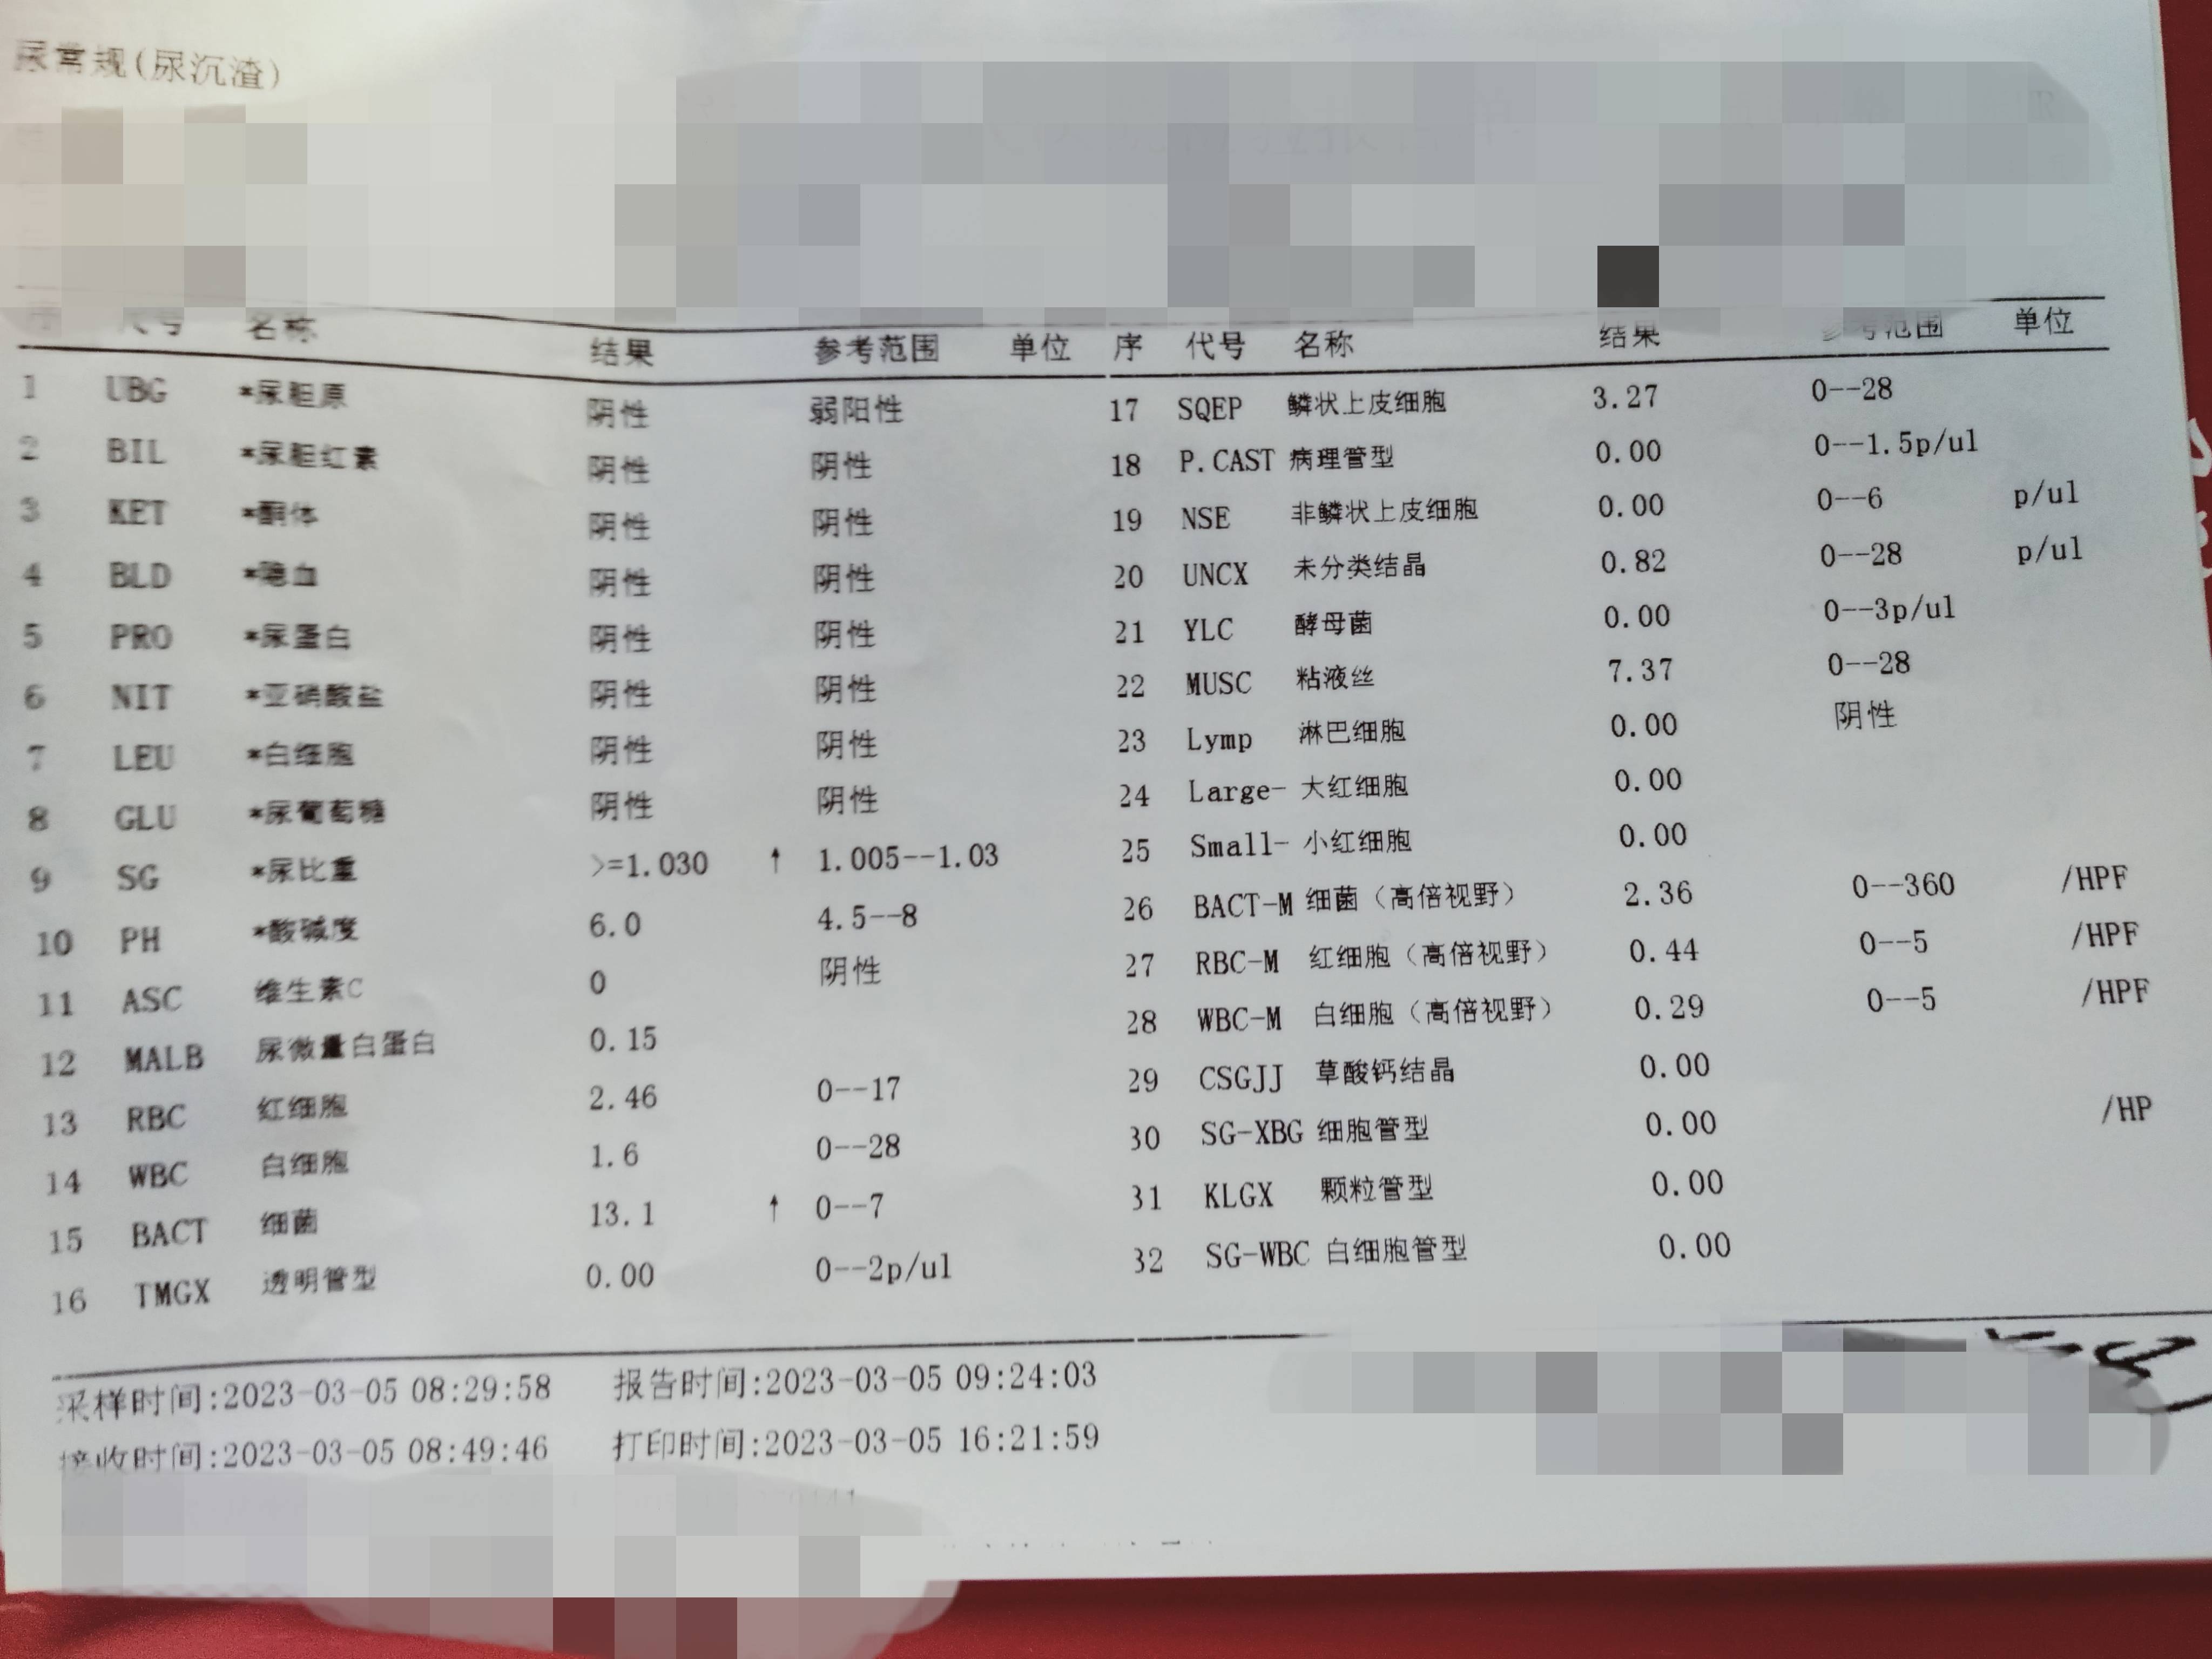 尿常规(尿沉渣)
序 代号 名称 结果 参考范围 单位 序 代号 名称 结果 参考范围 单位
1 UBG *尿胆原 阴性 弱阳性 17 SQEP 鳞状上皮细胞 3.27 0--28
2 BIL *尿胆红素 阴性 阴性 18 P.CAST 病理管型 0.00 0--1.5p/ul
3 KET *酮体 阴性 阴性 19 NSE 非鳞状上皮细胞 0.00 0--6 p/ul
4 BLD *隐血 阴性 阴性 20 UNCX 未分类结晶 0.82 0--28 p/ul
5 PRO *尿蛋白 阴性 阴性 21 YLC 酵母菌 0.00 0--3p/ul
6 NIT *亚硝酸盐 阴性 阴性 22 MUSC 粘液丝 7.37 0--28
7 LEU *白细胞 阴性 阴性 23 Lymp 淋巴细胞 0.00 阴性
8 GLU *尿葡萄糖 阴性 阴性 24 Large- 大红细胞 0.00
9 SG *尿比重 >=1.030 ↑ 1.005--1.03 25 Small- 小红细胞 0.00
10 PH *酸碱度 6.0 4.5--8 26 BACT-M 细菌（高倍视野） 2.36 0--360 /HPF
11 ASC 维生素C 0 阴性 27 RBC-M 红细胞（高倍视野） 0.44 0--5 /HPF
12 MALB 尿微量白蛋白 0.15 28 WBC-M 白细胞（高倍视野） 0.29 0--5 /HPF
13 RBC 红细胞 2.46 0--17 29 CSGJJ 草酸钙结晶 0.00
14 WBC 白细胞 1.6 0--28 30 SG-XBG 细胞管型 0.00 /HP
15 BACT 细菌 13.1 ↑ 0--7 31 KLGX 颗粒管型 0.00
16 TMGX 透明管型 0.00 0--2p/ul 32 SG-WBC 白细胞管型 0.00
采样时间:2023-03-05 08:29:58 报告时间:2023-03-05 09:24:03
接收时间:2023-03-05 08:49:46 打印时间:2023-03-05 16:21:59